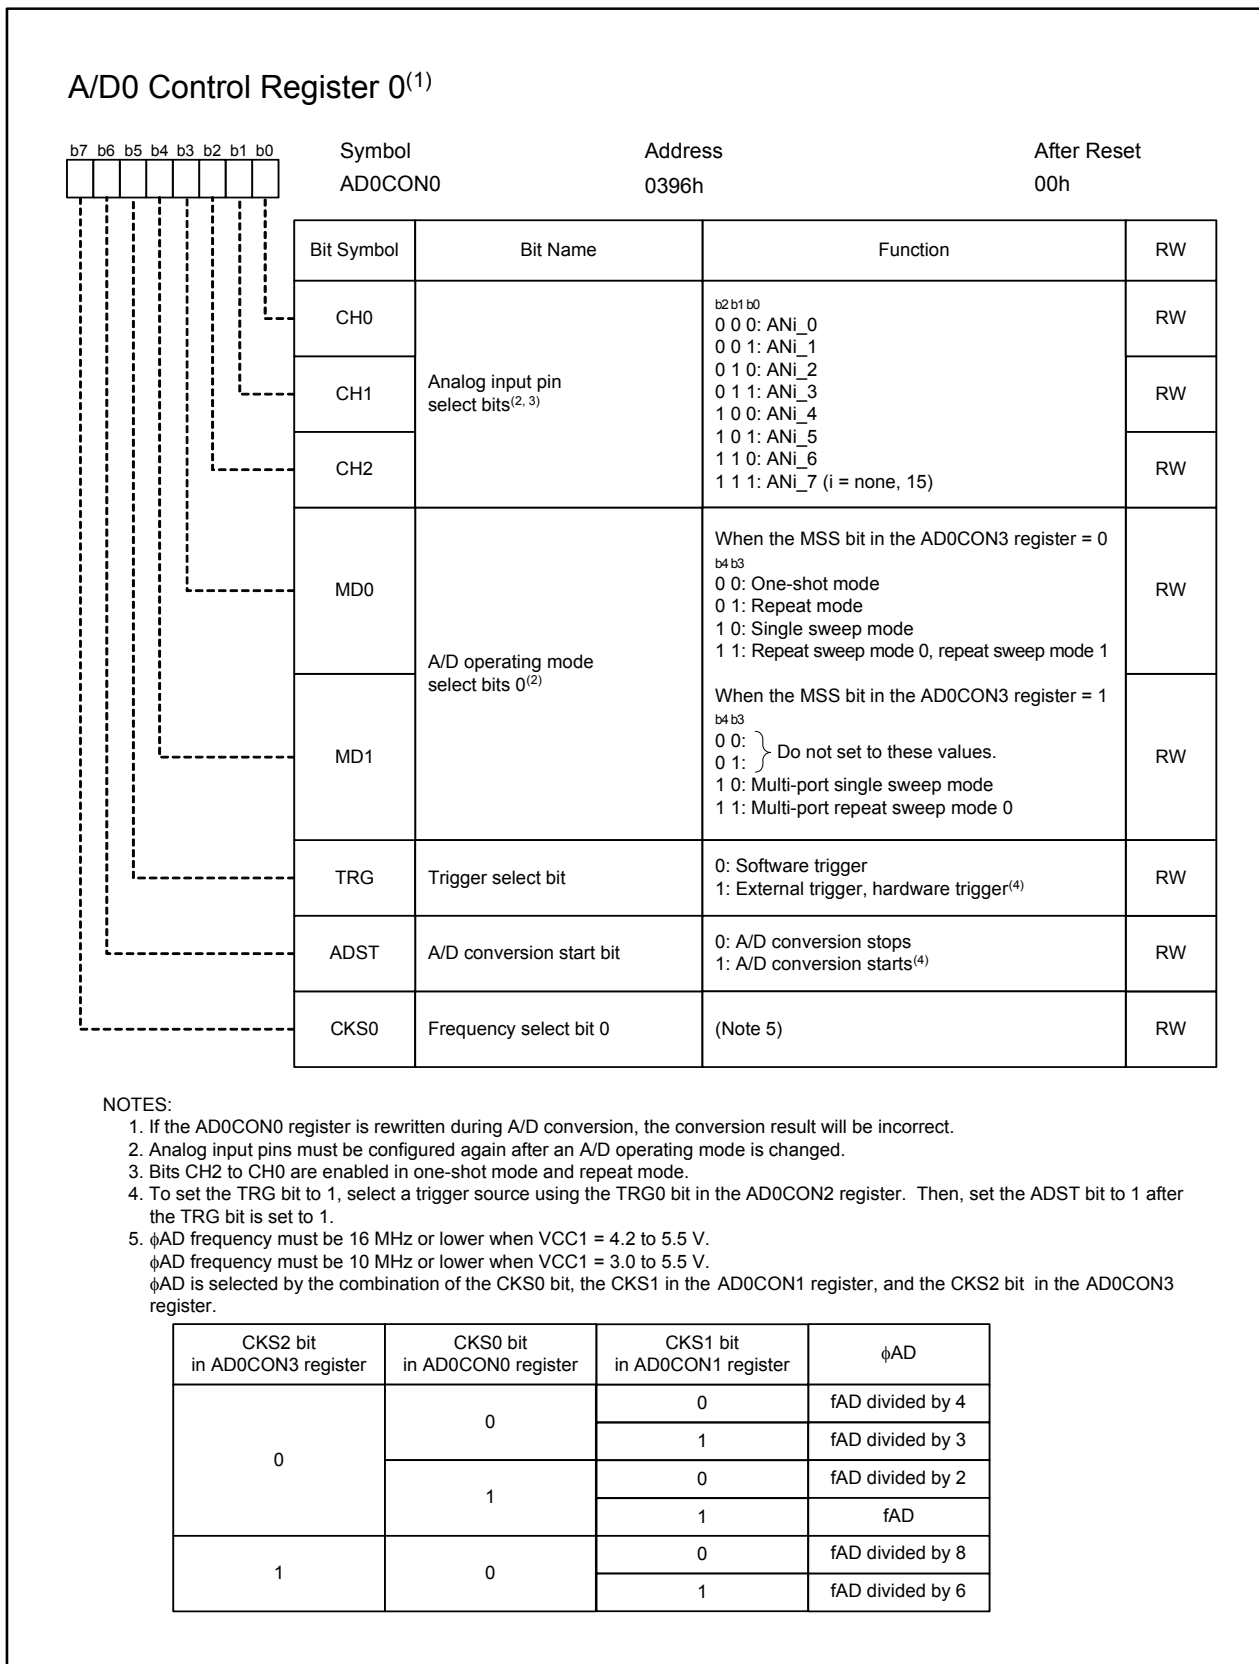 A/D0 Control Register 0(1)
b7 b6 b5 b4 b3 b2 b1 b0
Symbol Address After Reset
AD0CON0 0396h 00h
Bit Symbol Bit Name Function RW
CH0 RW
CH1 RW
CH2 RW
Analog input pin
select bits(2, 3)
b2 b1 b0
0 0 0: ANi_0
0 0 1: ANi_1
0 1 0: ANi_2
0 1 1: ANi_3
1 0 0: ANi_4
1 0 1: ANi_5
1 1 0: ANi_6
1 1 1: ANi_7 (i = none, 15)
MD0 RW
MD1 RW
A/D operating mode
select bits 0(2)
When the MSS bit in the AD0CON3 register = 0
b4 b3
0 0: One-shot mode
0 1: Repeat mode
1 0: Single sweep mode
1 1: Repeat sweep mode 0, repeat sweep mode 1
When the MSS bit in the AD0CON3 register = 1
b4 b3
0 0:
0 1:
Do not set to these values.
1 0: Multi-port single sweep mode
1 1: Multi-port repeat sweep mode 0
TRG Trigger select bit RW
0: Software trigger
1: External trigger, hardware trigger(4)
ADST A/D conversion start bit RW
0: A/D conversion stops
1: A/D conversion starts(4)
CKS0 Frequency select bit 0 (Note 5) RW
NOTES:
1. If the AD0CON0 register is rewritten during A/D conversion, the conversion result will be incorrect.
2. Analog input pins must be configured again after an A/D operating mode is changed.
3. Bits CH2 to CH0 are enabled in one-shot mode and repeat mode.
4. To set the TRG bit to 1, select a trigger source using the TRG0 bit in the AD0CON2 register. Then, set the ADST bit to 1 after
the TRG bit is set to 1.
5. ϕAD frequency must be 16 MHz or lower when VCC1 = 4.2 to 5.5 V.
ϕAD frequency must be 10 MHz or lower when VCC1 = 3.0 to 5.5 V.
ϕAD is selected by the combination of the CKS0 bit, the CKS1 in the AD0CON1 register, and the CKS2 bit in the AD0CON3
register.
CKS2 bit
in AD0CON3 register
CKS0 bit
in AD0CON0 register
CKS1 bit
in AD0CON1 register
ϕAD
0 0 0 fAD divided by 4
1 fAD divided by 3
1 0 fAD divided by 2
1 fAD
1 0 0 fAD divided by 8
1 fAD divided by 6